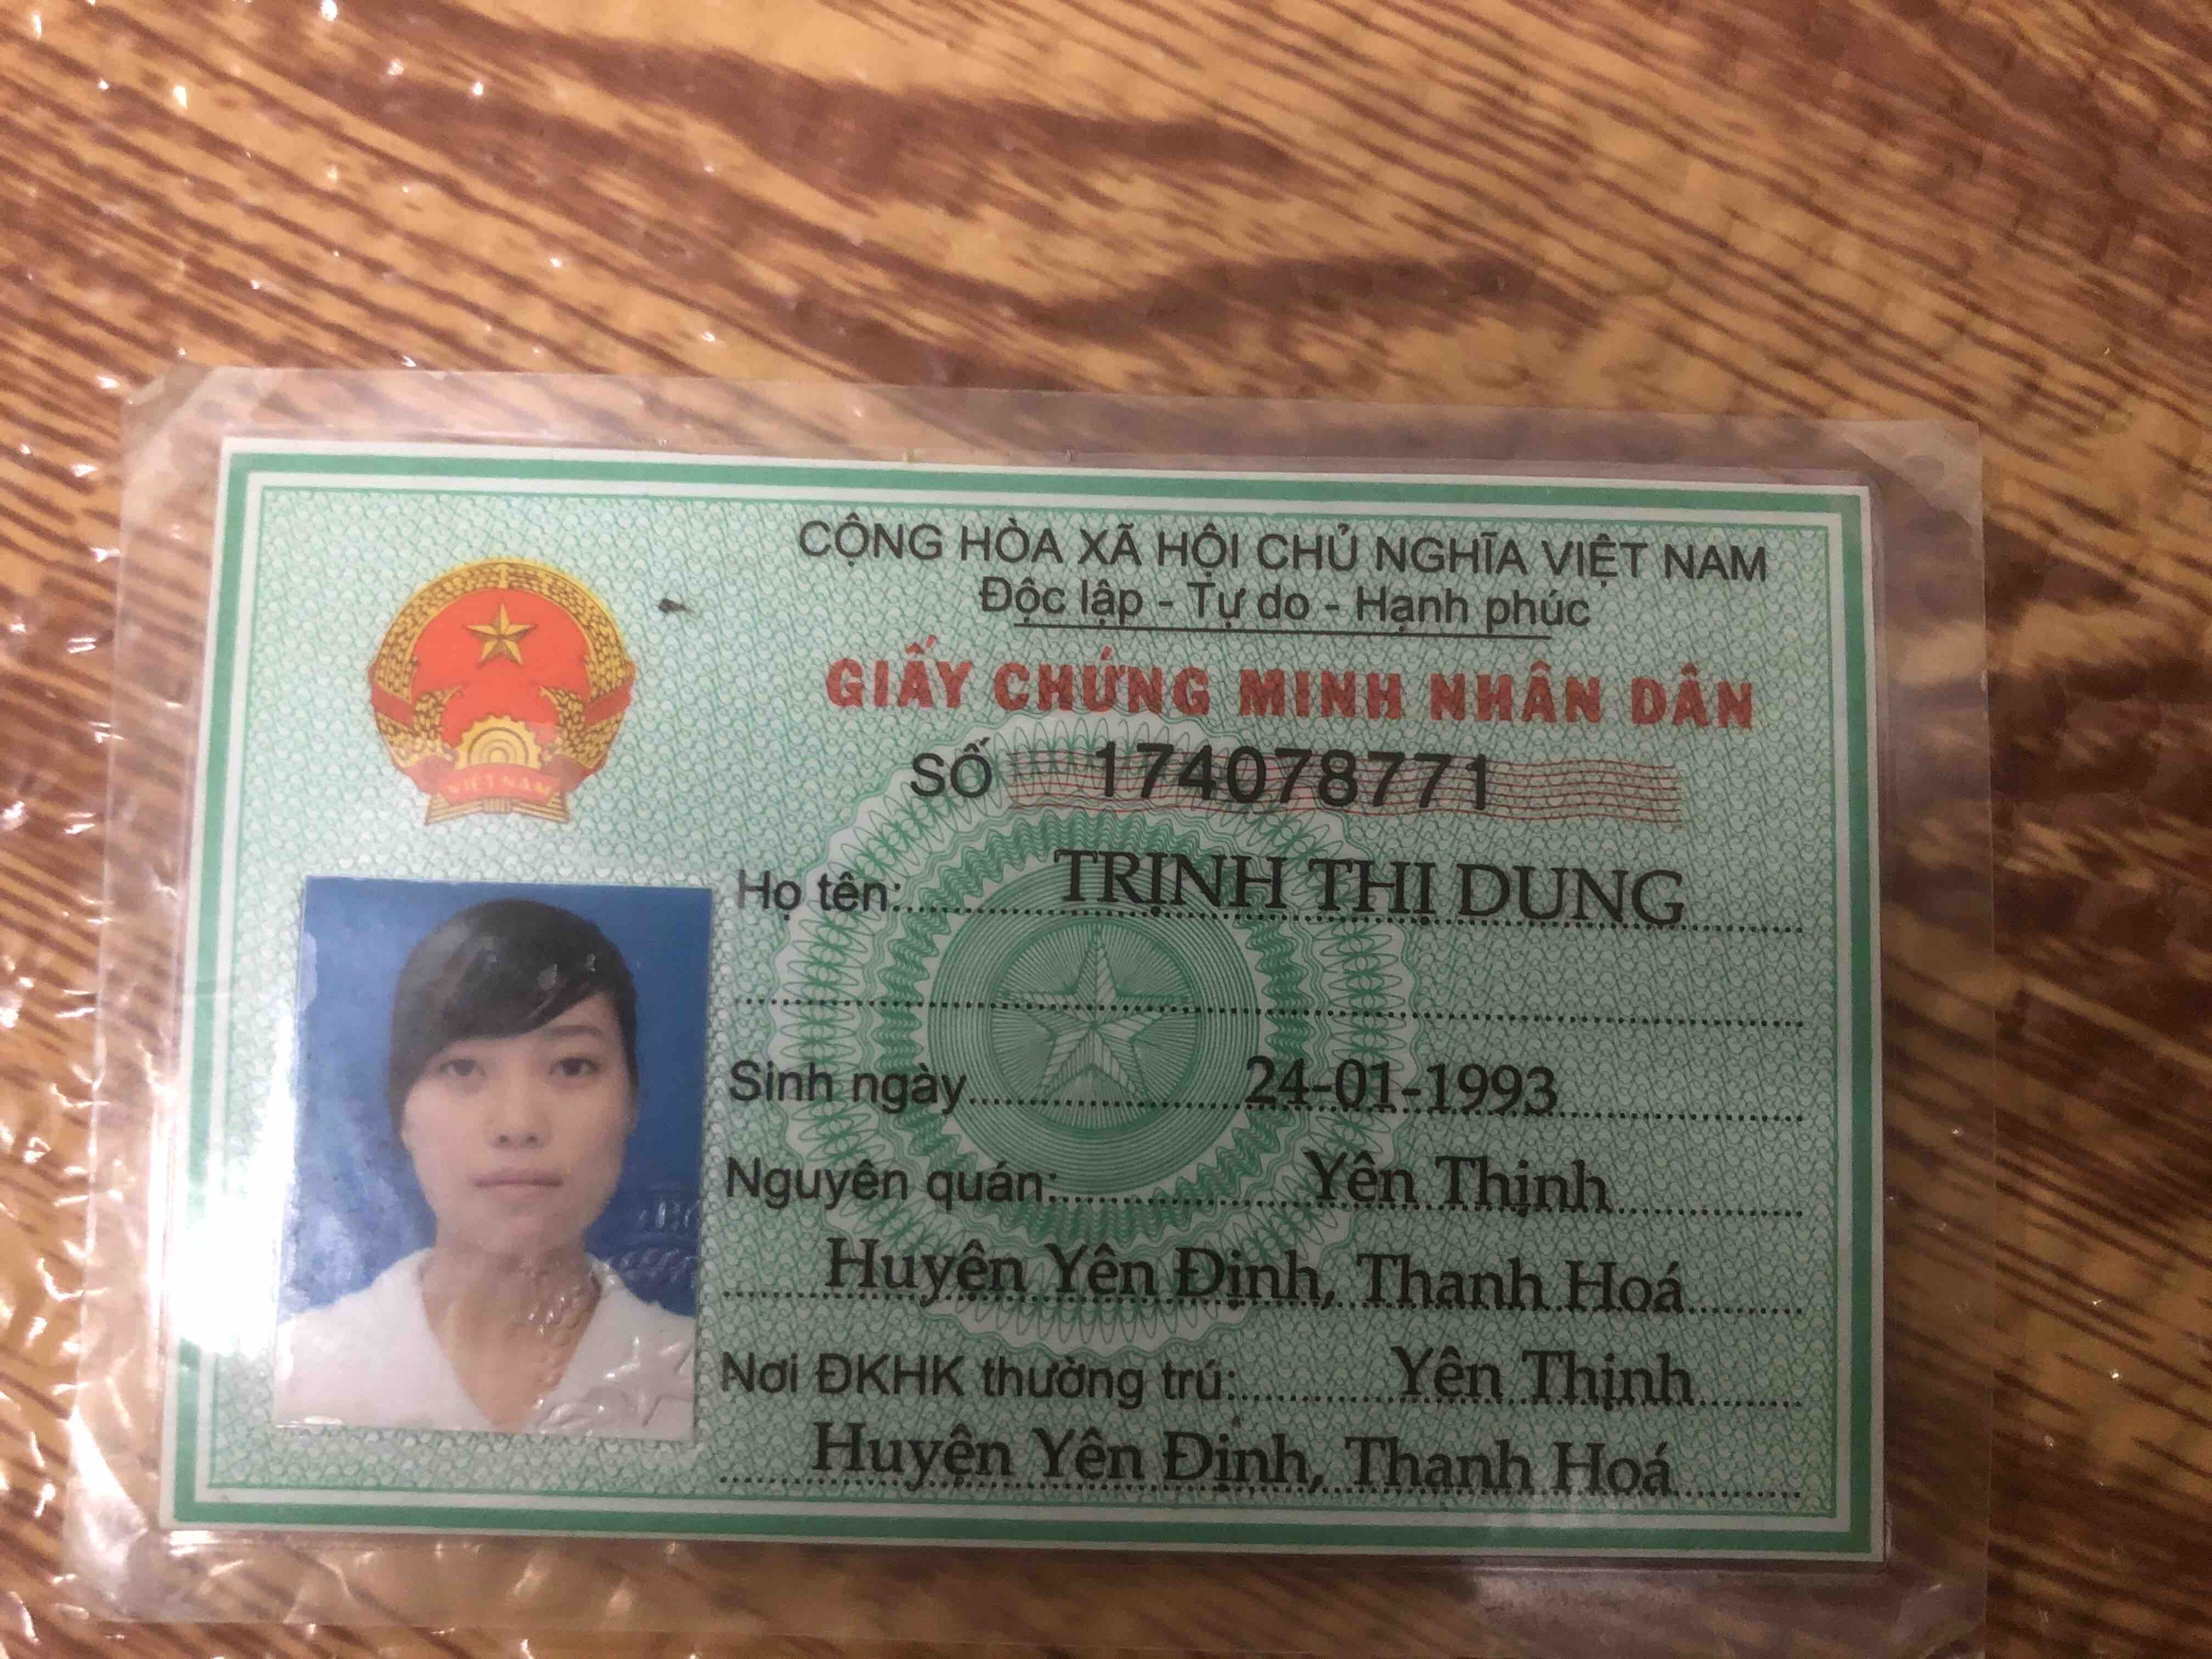 CỘNG HÒA XÃ HỘI CHỦ NGHĨA VIỆT NAM
Độc lập - Tự do - Hạnh phúc
GIẤY CHỨNG MINH NHÂN DÂN
SỐ 174078771
VIỆT NAM
Họ tên: TRỊNH THỊ DUNG
Sinh ngày 24-01-1993
Nguyên quán: Yên Thịnh
Huyện Yên Định, Thanh Hoá
Nơi ĐKHK thường trú: Yên Thịnh
Huyện Yên Định, Thanh Hoá